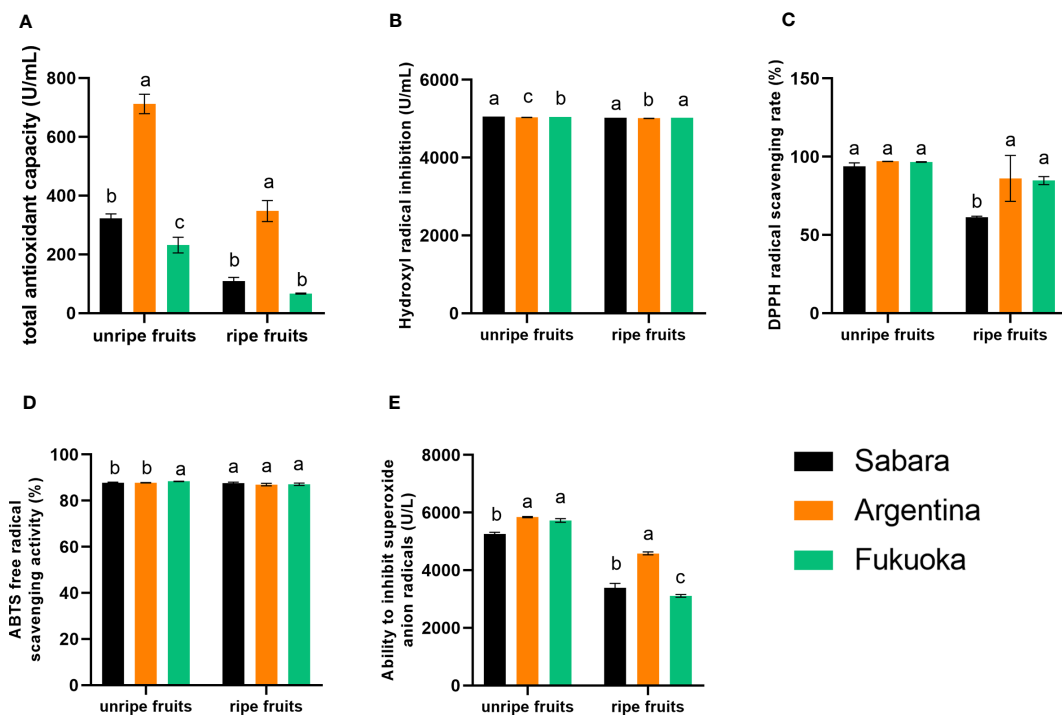 A
total antioxidant capacity (U/mL)
800
600
400
200
0
b
a
c
b
a
b
unripe fruits
ripe fruits
B
Hydroxyl radical inhibition (U/mL)
6000
4000
2000
0
a
c
b
a
b
a
unripe fruits
ripe fruits
C
DPPH radical scavenging rate (%)
150
100
50
0
a
a
a
b
a
a
unripe fruits
ripe fruits
D
ABTS free radical
scavenging activity (%)
100
80
60
40
20
0
b
b
a
a
a
a
unripe fruits
ripe fruits
E
Ability to inhibit superoxide
anion radicals (U/L)
8000
6000
4000
2000
0
b
a
a
b
a
c
unripe fruits
ripe fruits
Sabara
Argentina
Fukuoka